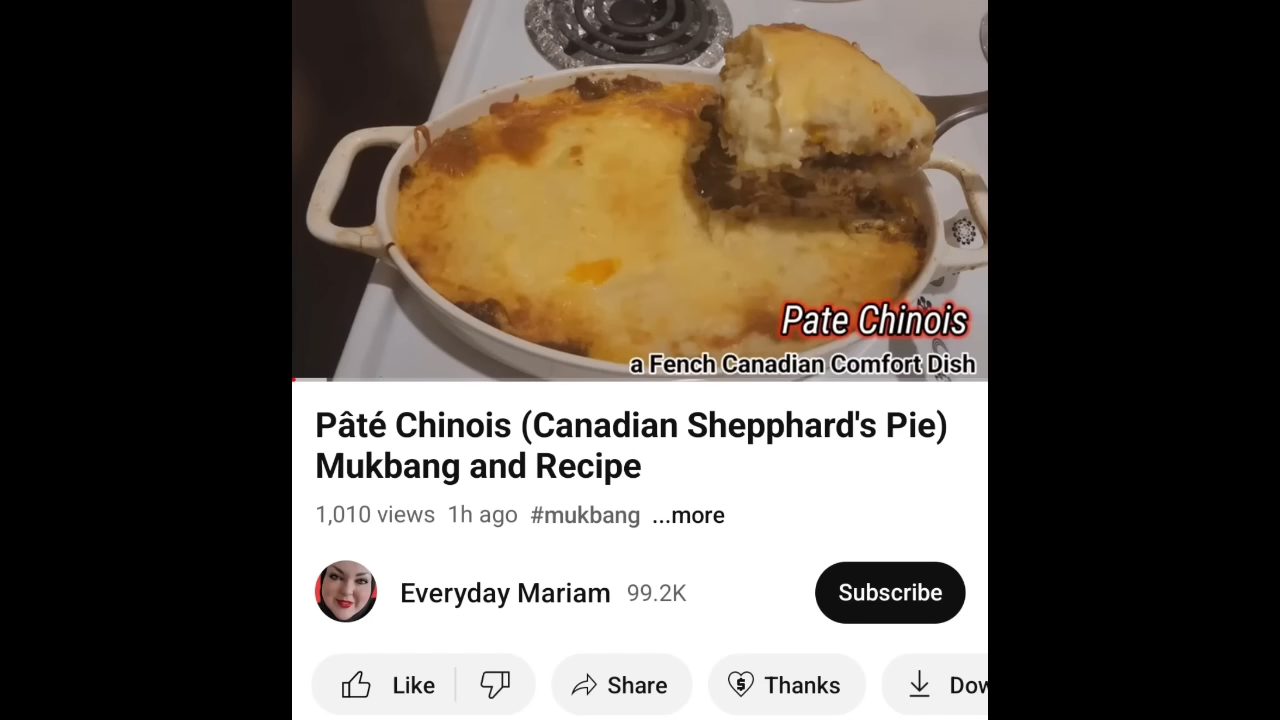 Pate Chinois
a Fench Canadian Comfort Dish
Pâté Chinois (Canadian Shepphard's Pie)
Mukbang and Recipe
1,010 views 1h ago #mukbang ...more
Everyday Mariam 99.2K Subscribe
Like Share Thanks Dow